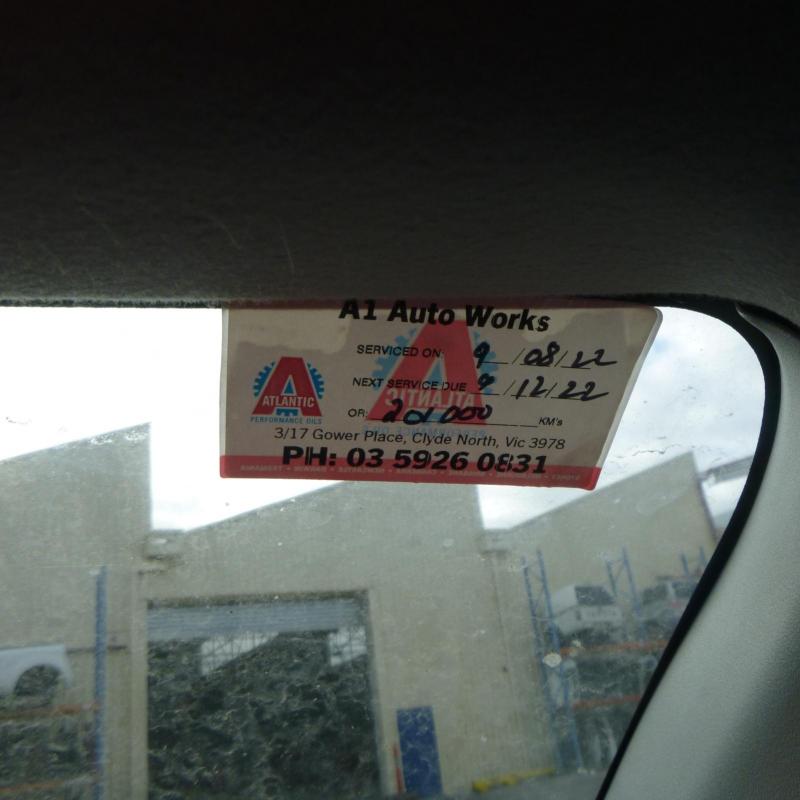 A1 Auto Works
SERVICED ON: 9/08/22
NEXT SERVICE DUE 9/12/22
ATLANTIC
PERFORMANCE OILS
OR: 201000 KM's
3/17 Gower Place, Clyde North, Vic 3978
PH: 03 5926 0831